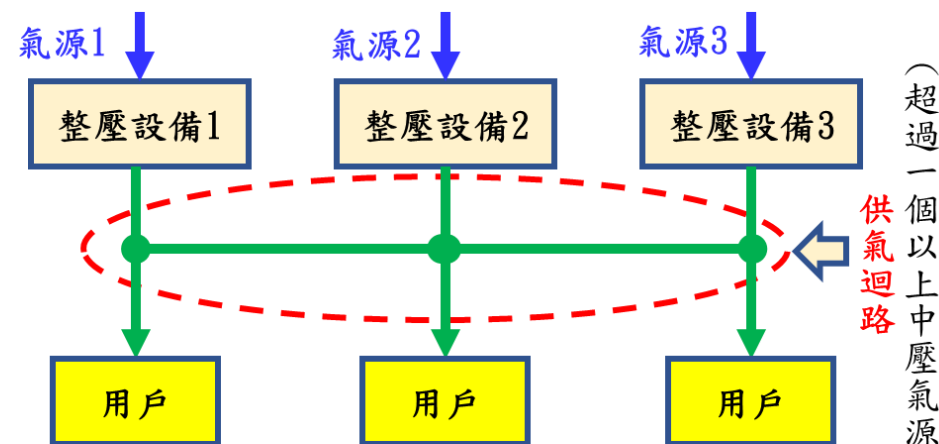 氣源1
氣源2
氣源3
整壓設備1
整壓設備2
整壓設備3
供氣迴路
（超過一個以上中壓氣源
用戶
用戶
用戶